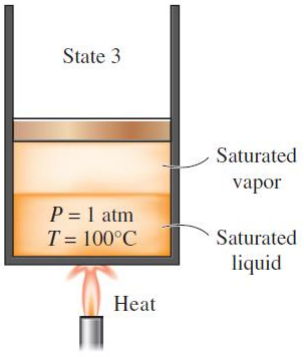 State 3
Saturated
vapor
P = 1 atm
T = 100°C
Saturated
liquid
Heat